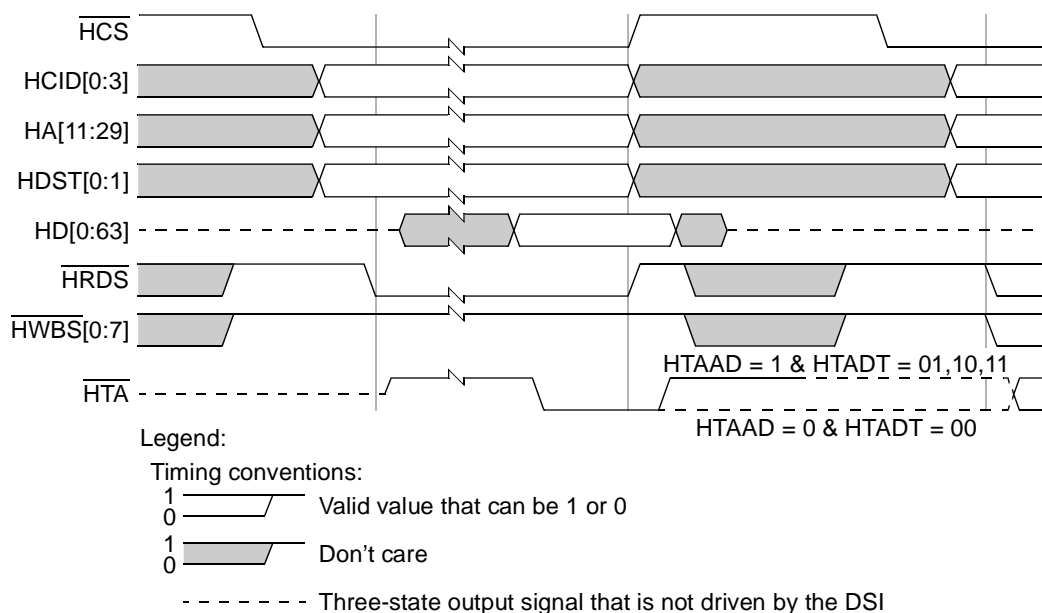 HCS
HCID[0:3]
HA[11:29]
HDST[0:1]
HD[0:63]
HRDS
HWBS[0:7]
HTAAD = 1 & HTADT = 01,10,11
HTA
HTAAD = 0 & HTADT = 00
Legend:
Timing conventions:
1
0
Valid value that can be 1 or 0
1
0
Don't care
Three-state output signal that is not driven by the DSI